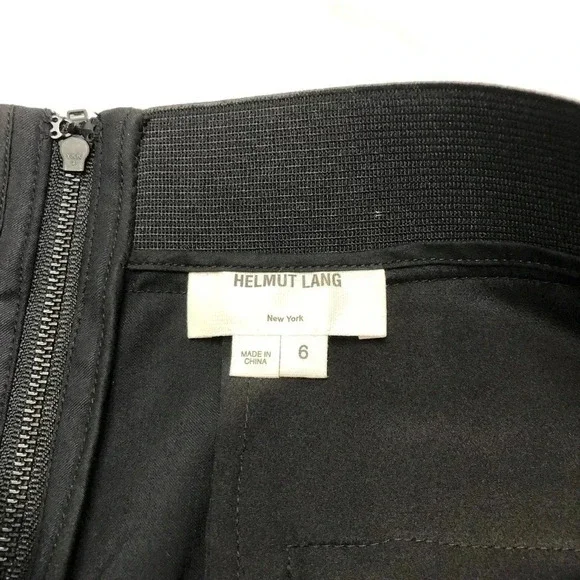 HELMUT LANG
New York
MADE IN
CHINA
6